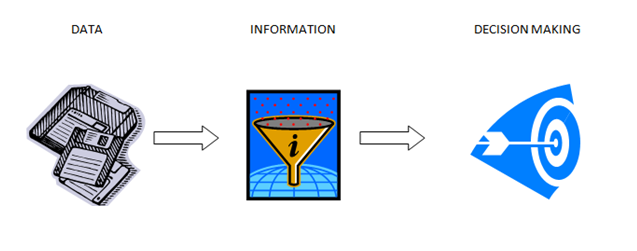 DATA
INFORMATION
DECISION MAKING
i